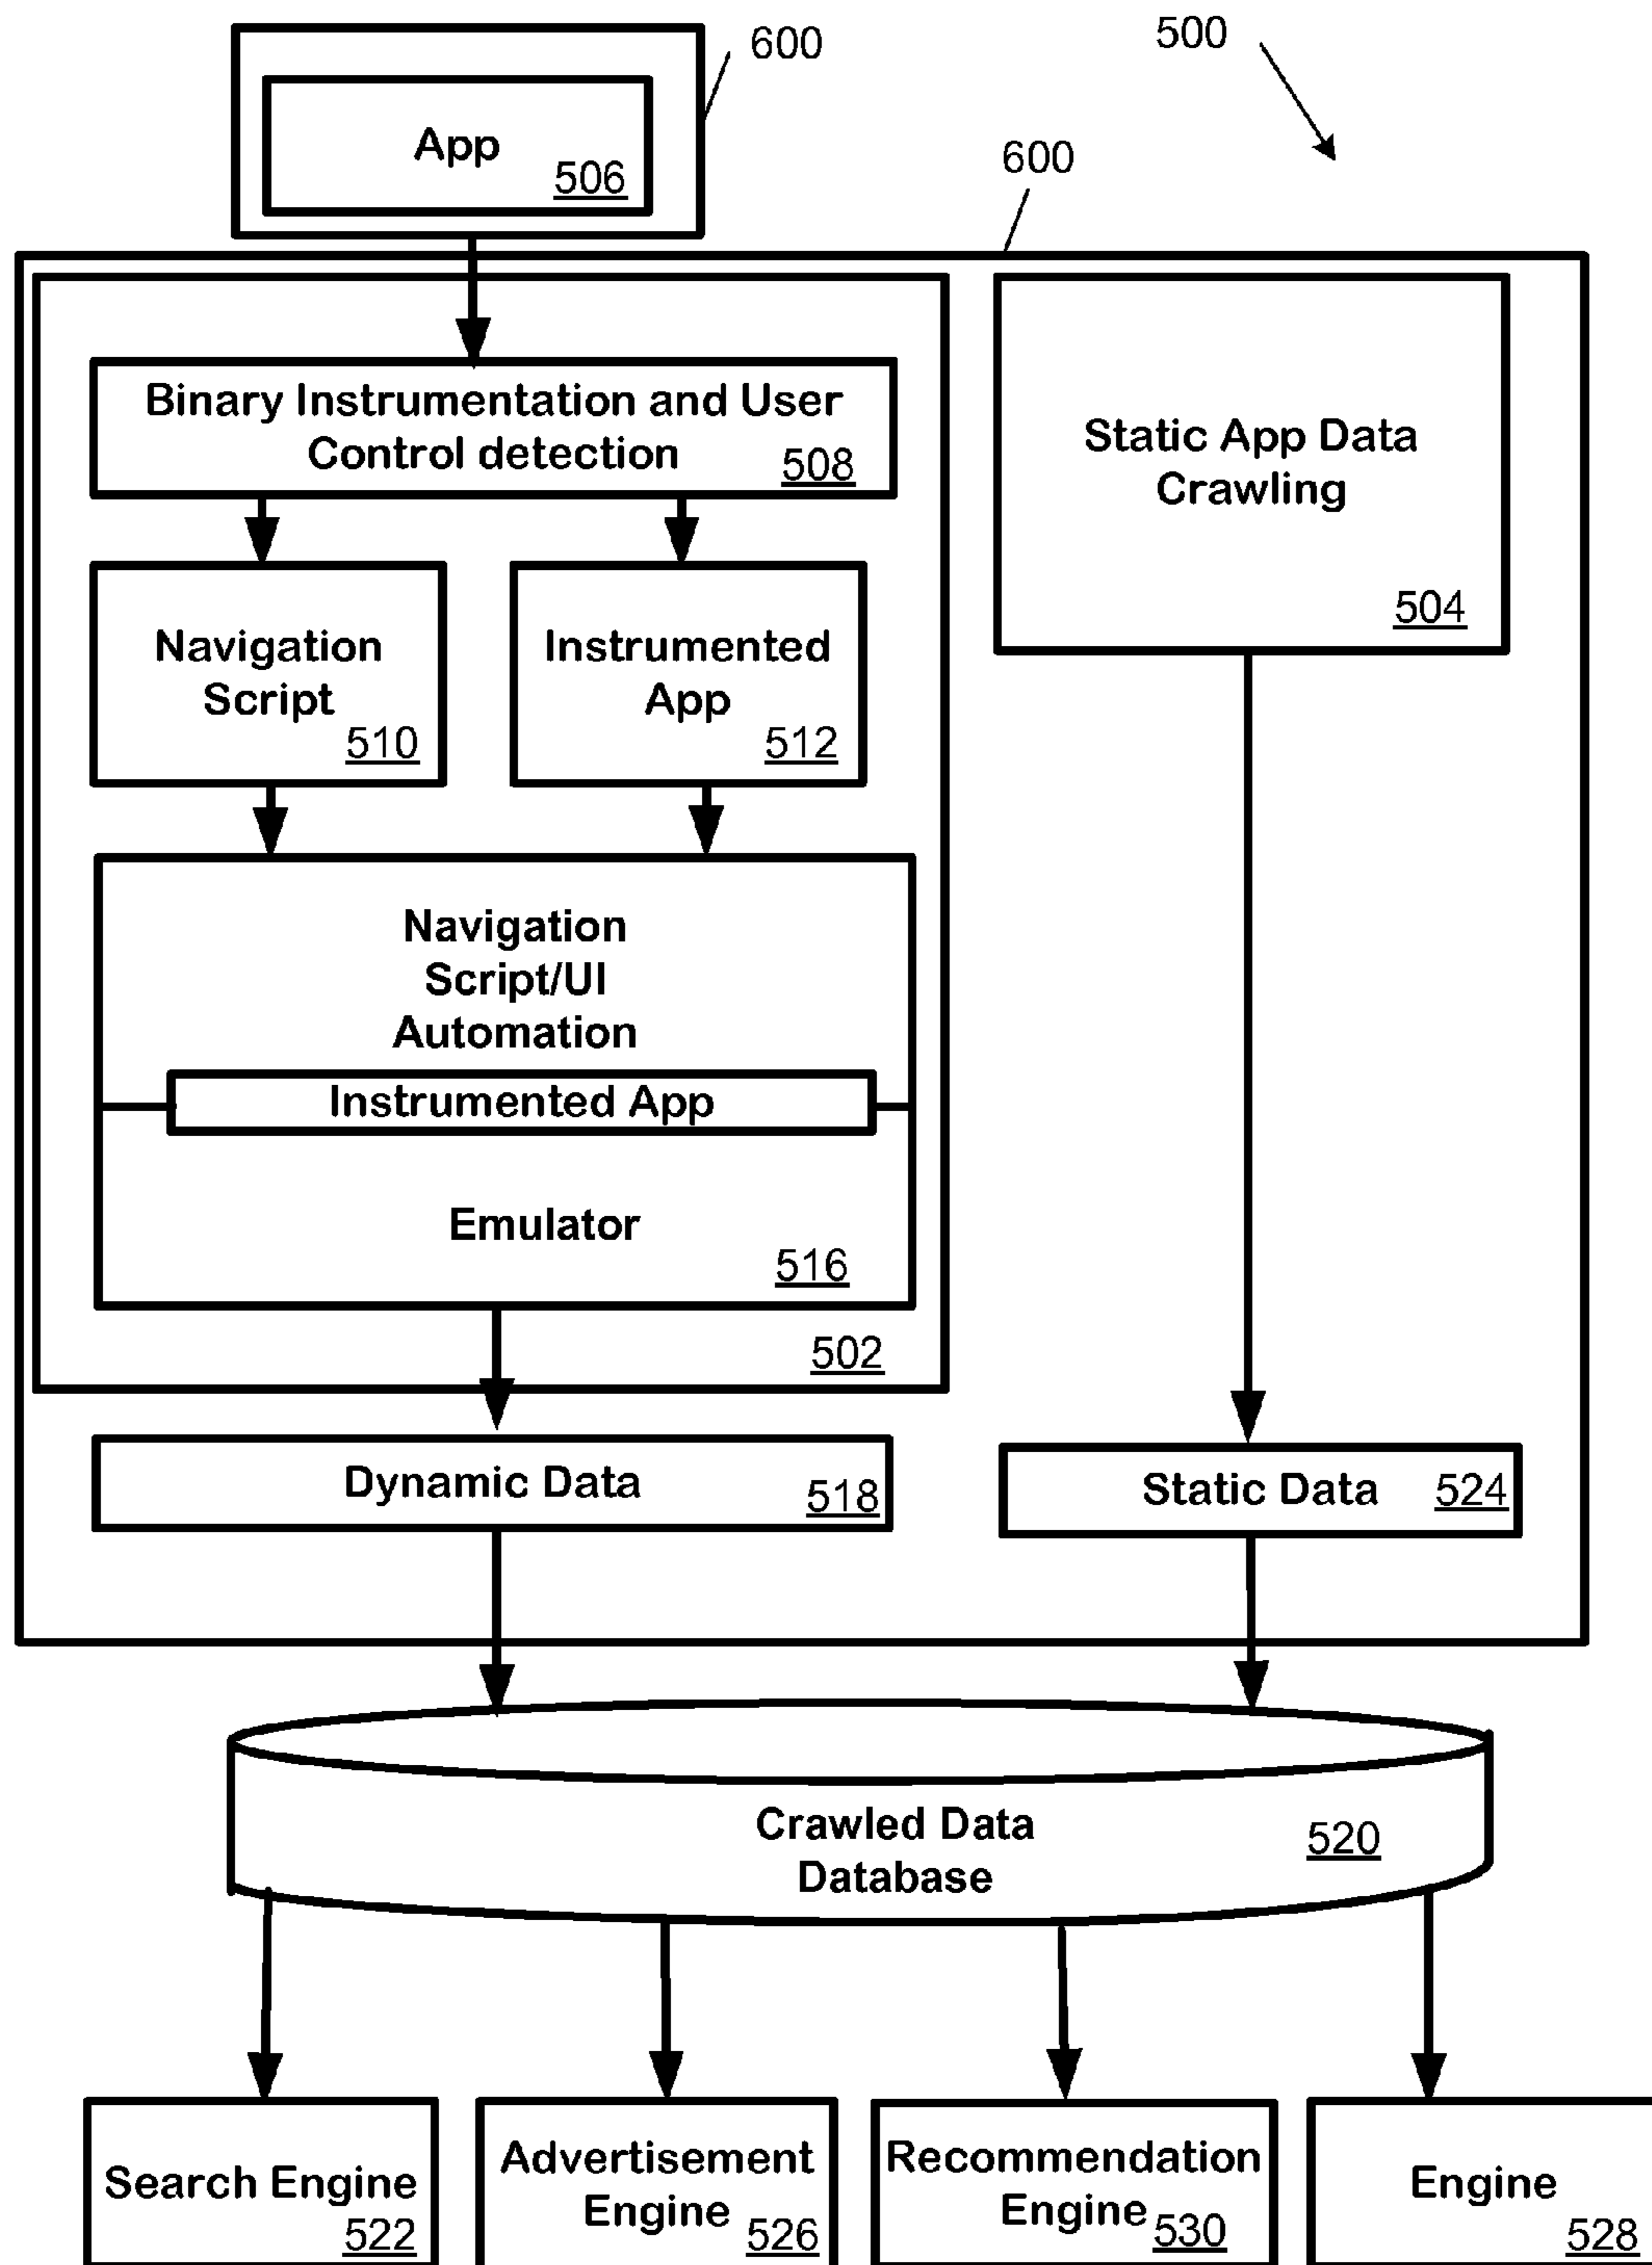 600
500
App
506
600
Binary Instrumentation and User
Control detection
508
Static App Data
Crawling
504
Navigation
Script
510
Instrumented
App
512
Navigation
Script/UI
Automation
Instrumented App
Emulator
516
502
Dynamic Data
518
Static Data
524
Crawled Data
Database
520
Search Engine
522
Advertisement
Engine
526
Recommendation
Engine
530
Engine
528